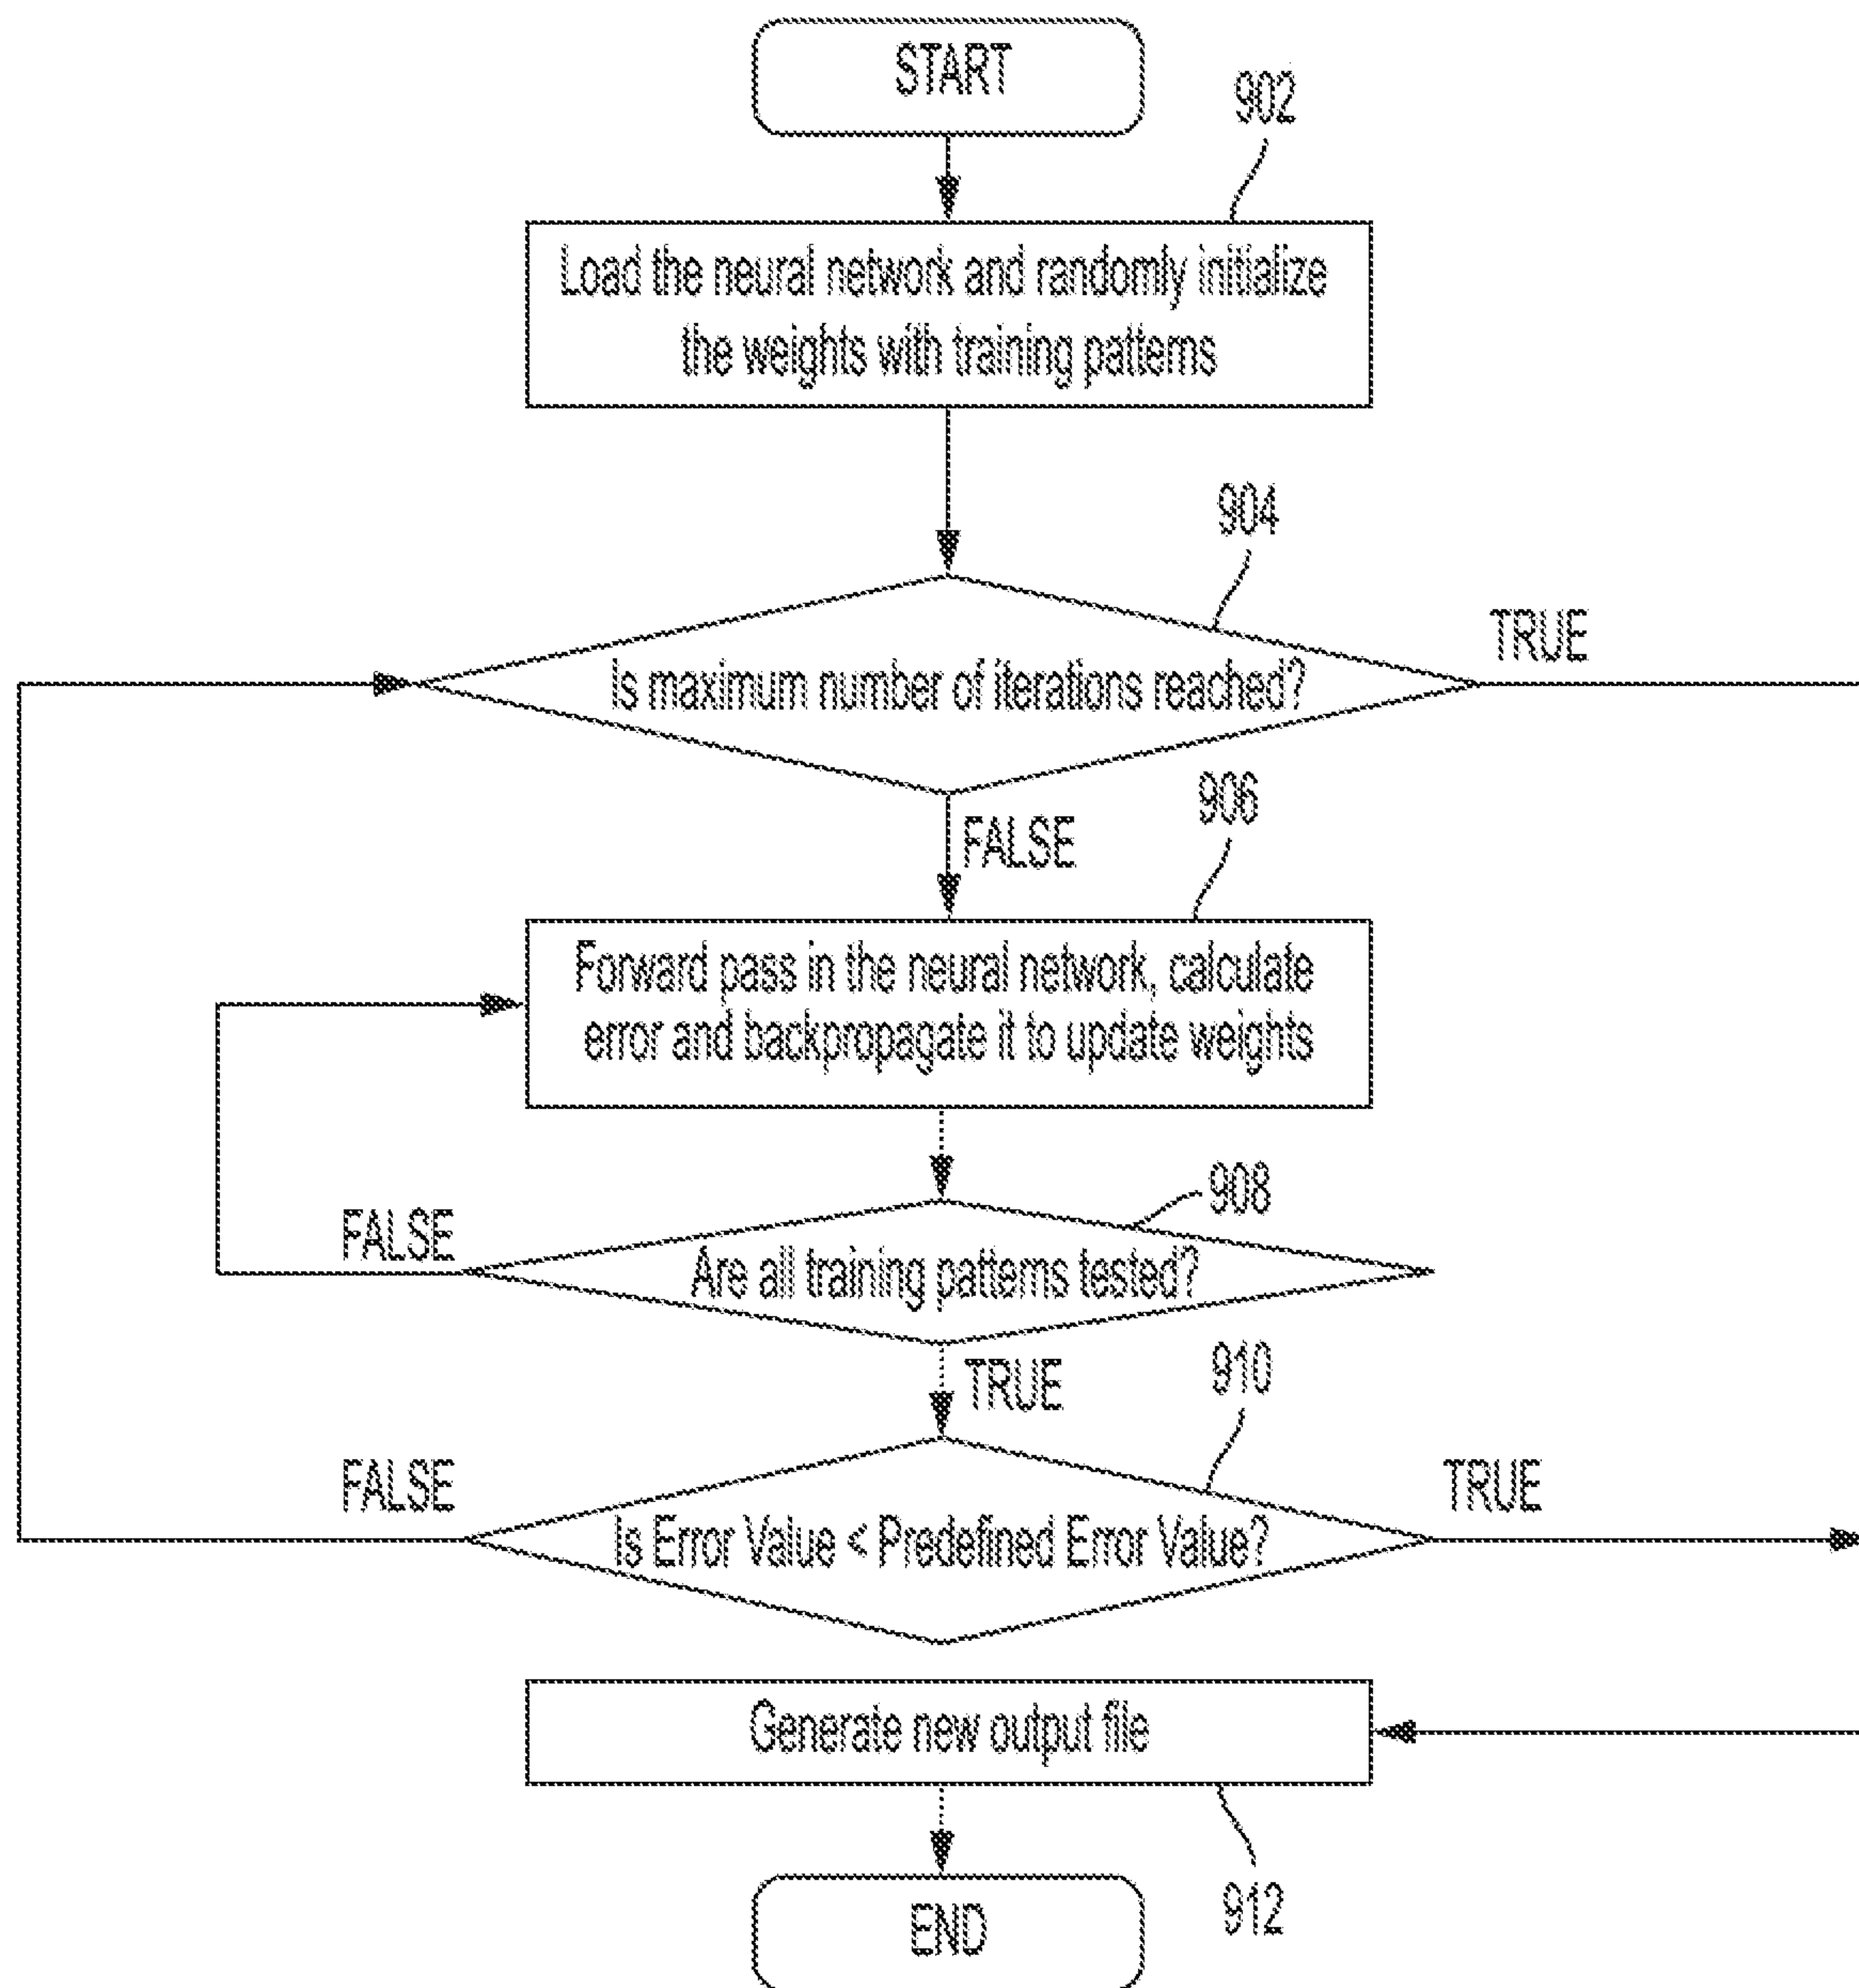 START
902
Load the neural network and randomly initialize
the weights with training patterns
904
TRUE
Is maximum number of iterations reached?
906
FALSE
Forward pass in the neural network, calculate
error and backpropagate it to update weights
908
FALSE
Are all training patterns tested?
TRUE
910
FALSE
TRUE
Is Error Value < Predefined Error Value?
Generate new output file
912
END